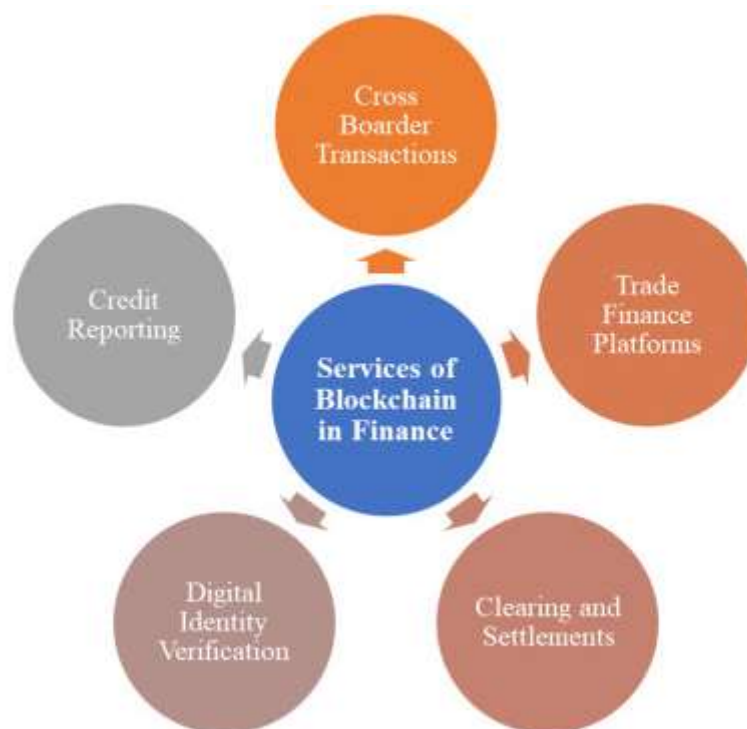 Cross
Boarder
Transactions
Trade
Finance
Platforms
Credit
Reporting
Services of
Blockchain
in Finance
Digital
Identity
Verification
Clearing and
Settlements